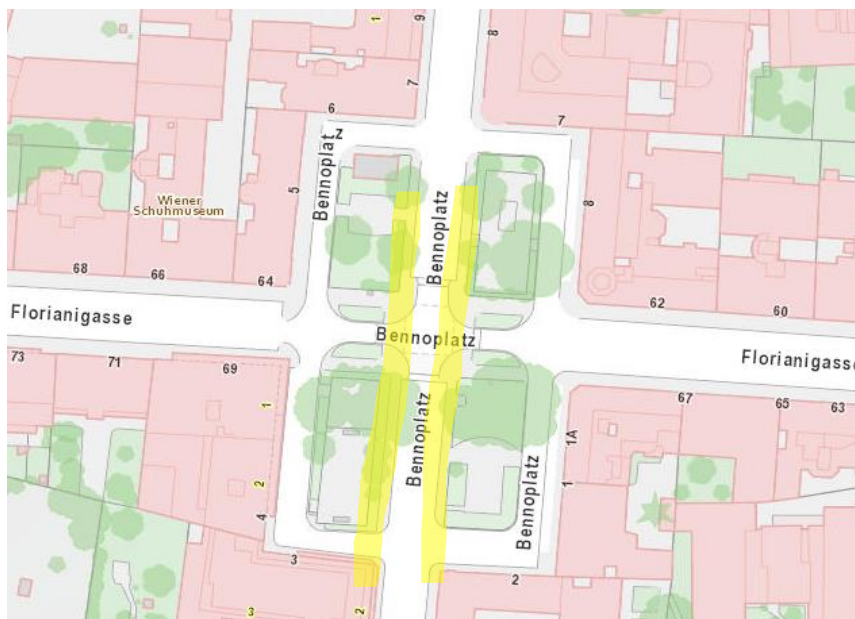 1
9
8
7
6
7
Bennoplatz
5
Bennoplatz
8
Wiener
Schuhmuseum
68
66
64
62
60
Florianigasse
Bennoplatz
Florianigasse
73
71
69
67
65
63
1
Bennoplatz
1A
2
Bennoplatz
1
4
3
2
3
2